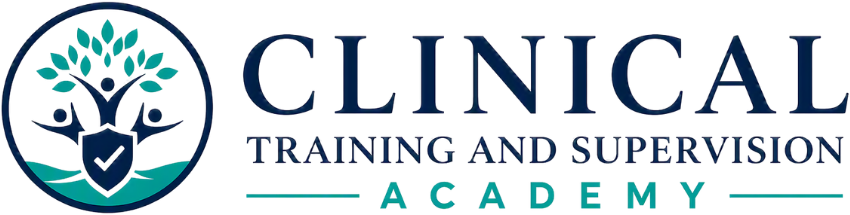 CLINICAL
TRAINING AND SUPERVISION
ACADEMY